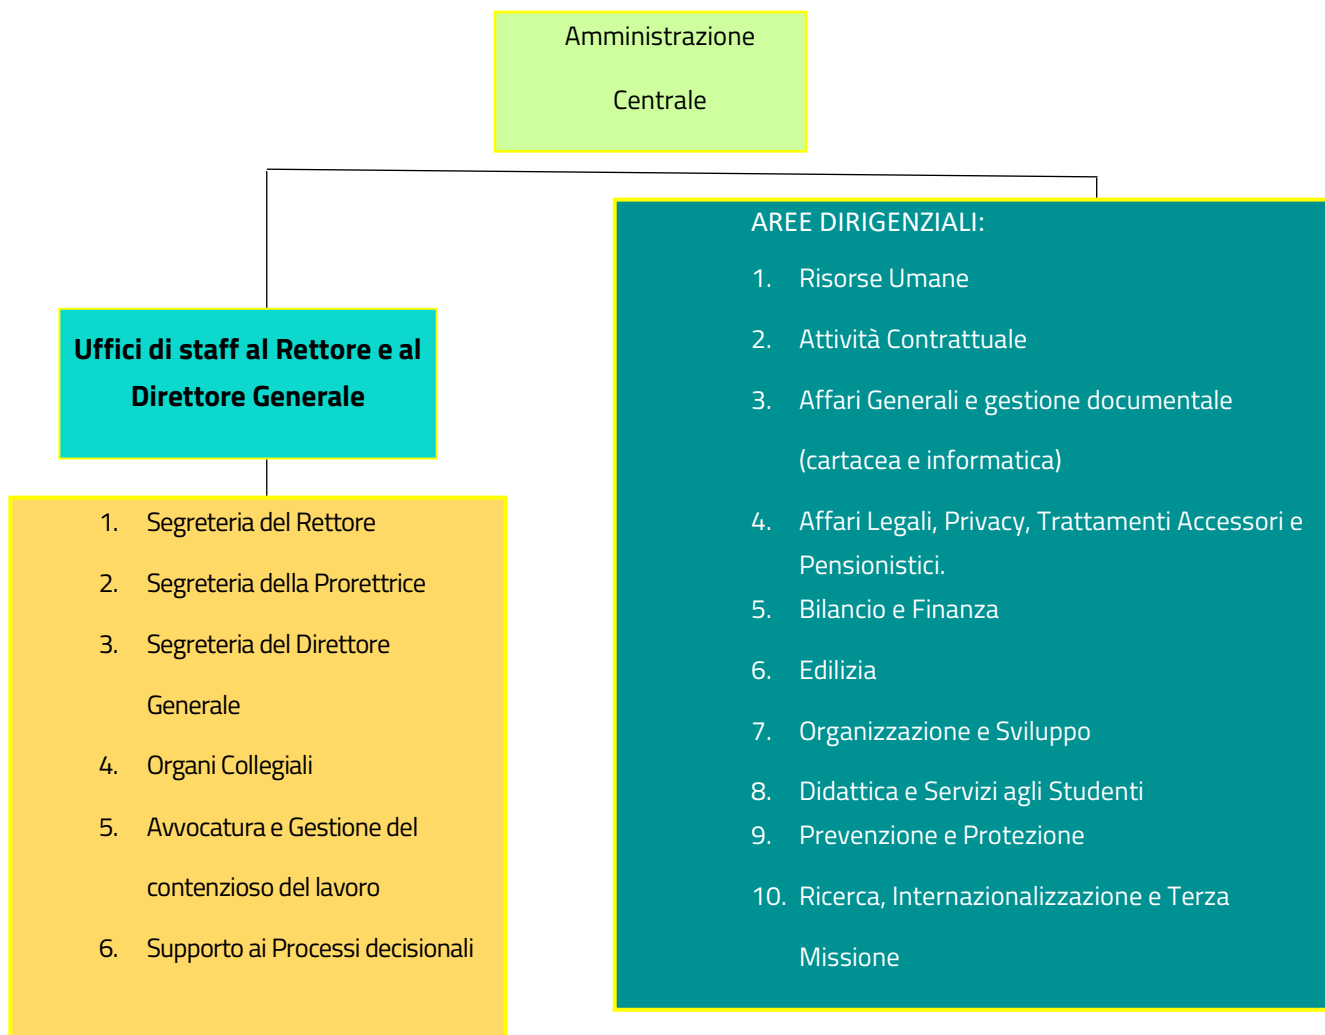 Amministrazione
Centrale
Uffici di staff al Rettore e al
Direttore Generale
1. Segreteria del Rettore
2. Segreteria della Prorettrice
3. Segreteria del Direttore
Generale
4. Organi Collegiali
5. Avvocatura e Gestione del
contenzioso del lavoro
6. Supporto ai Processi decisionali
AREE DIRIGENZIALI:
1. Risorse Umane
2. Attività Contrattuale
3. Affari Generali e gestione documentale
(cartacea e informatica)
4. Affari Legali, Privacy, Trattamenti Accessori e
Pensionistici.
5. Bilancio e Finanza
6. Edilizia
7. Organizzazione e Sviluppo
8. Didattica e Servizi agli Studenti
9. Prevenzione e Protezione
10. Ricerca, Internazionalizzazione e Terza
Missione